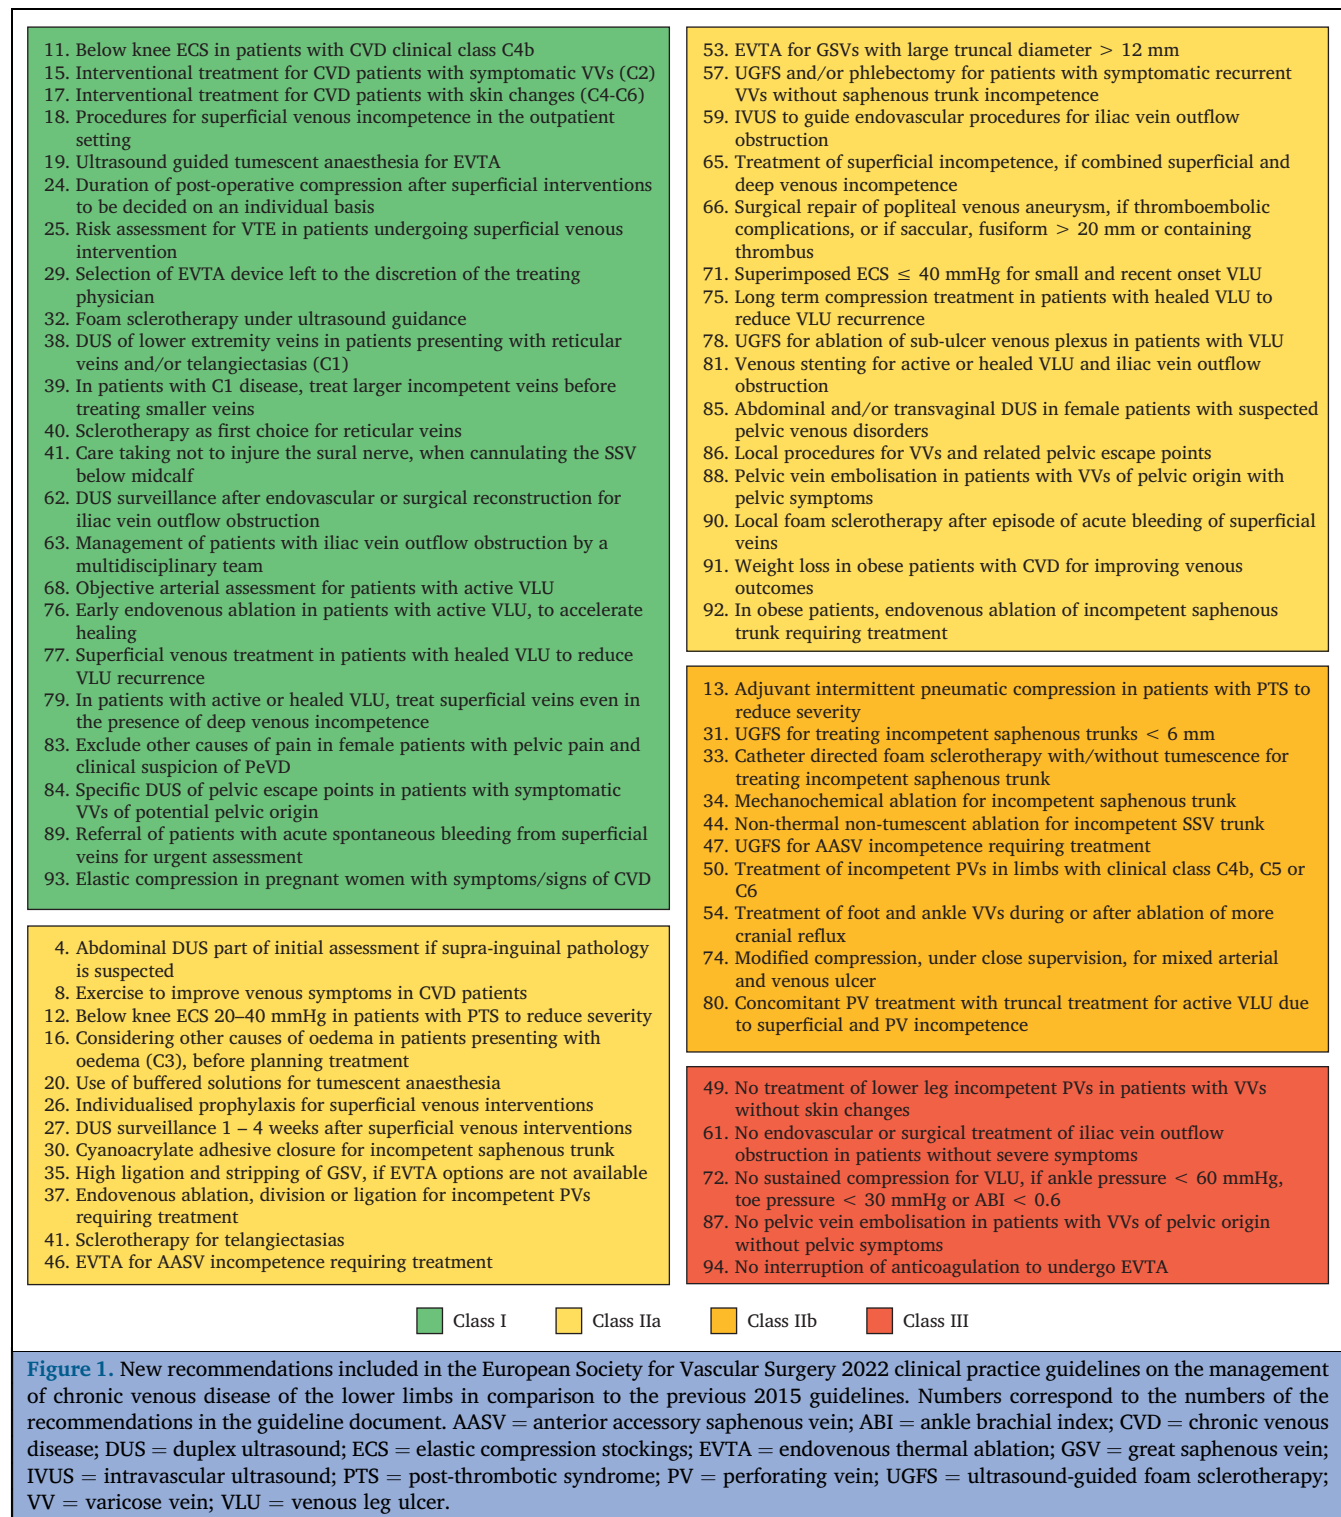 11. Below knee ECS in patients with CVD clinical class C4b
15. Interventional treatment for CVD patients with symptomatic VVs (C2)
17. Interventional treatment for CVD patients with skin changes (C4-C6)
18. Procedures for superficial venous incompetence in the outpatient
setting
19. Ultrasound guided tumescent anaesthesia for EVTA
24. Duration of post-operative compression after superficial interventions
to be decided on an individual basis
25. Risk assessment for VTE in patients undergoing superficial venous
intervention
29. Selection of EVTA device left to the discretion of the treating
physician
32. Foam sclerotherapy under ultrasound guidance
38. DUS of lower extremity veins in patients presenting with reticular
veins and/or telangiectasias (C1)
39. In patients with C1 disease, treat larger incompetent veins before
treating smaller veins
40. Sclerotherapy as first choice for reticular veins
41. Care taking not to injure the sural nerve, when cannulating the SSV
below midcalf
62. DUS surveillance after endovascular or surgical reconstruction for
iliac vein outflow obstruction
63. Management of patients with iliac vein outflow obstruction by a
multidisciplinary team
68. Objective arterial assessment for patients with active VLU
76. Early endovenous ablation in patients with active VLU, to accelerate
healing
77. Superficial venous treatment in patients with healed VLU to reduce
VLU recurrence
79. In patients with active or healed VLU, treat superficial veins even in
the presence of deep venous incompetence
83. Exclude other causes of pain in female patients with pelvic pain and
clinical suspicion of PeVD
84. Specific DUS of pelvic escape points in patients with symptomatic
VVs of potential pelvic origin
89. Referral of patients with acute spontaneous bleeding from superficial
veins for urgent assessment
93. Elastic compression in pregnant women with symptoms/signs of CVD
4. Abdominal DUS part of initial assessment if supra-inguinal pathology
is suspected
8. Exercise to improve venous symptoms in CVD patients
12. Below knee ECS 20–40 mmHg in patients with PTS to reduce severity
16. Considering other causes of oedema in patients presenting with
oedema (C3), before planning treatment
20. Use of buffered solutions for tumescent anaesthesia
26. Individualised prophylaxis for superficial venous interventions
27. DUS surveillance 1 – 4 weeks after superficial venous interventions
30. Cyanoacrylate adhesive closure for incompetent saphenous trunk
35. High ligation and stripping of GSV, if EVTA options are not available
37. Endovenous ablation, division or ligation for incompetent PVs
requiring treatment
41. Sclerotherapy for telangiectasias
46. EVTA for AASV incompetence requiring treatment
53. EVTA for GSVs with large truncal diameter > 12 mm
57. UGFS and/or phlebectomy for patients with symptomatic recurrent
VVs without saphenous trunk incompetence
59. IVUS to guide endovascular procedures for iliac vein outflow
obstruction
65. Treatment of superficial incompetence, if combined superficial and
deep venous incompetence
66. Surgical repair of popliteal venous aneurysm, if thromboembolic
complications, or if saccular, fusiform > 20 mm or containing
thrombus
71. Superimposed ECS ≤ 40 mmHg for small and recent onset VLU
75. Long term compression treatment in patients with healed VLU to
reduce VLU recurrence
78. UGFS for ablation of sub-ulcer venous plexus in patients with VLU
81. Venous stenting for active or healed VLU and iliac vein outflow
obstruction
85. Abdominal and/or transvaginal DUS in female patients with suspected
pelvic venous disorders
86. Local procedures for VVs and related pelvic escape points
88. Pelvic vein embolisation in patients with VVs of pelvic origin with
pelvic symptoms
90. Local foam sclerotherapy after episode of acute bleeding of superficial
veins
91. Weight loss in obese patients with CVD for improving venous
outcomes
92. In obese patients, endovenous ablation of incompetent saphenous
trunk requiring treatment
13. Adjuvant intermittent pneumatic compression in patients with PTS to
reduce severity
31. UGFS for treating incompetent saphenous trunks < 6 mm
33. Catheter directed foam sclerotherapy with/without tumescence for
treating incompetent saphenous trunk
34. Mechanochemical ablation for incompetent saphenous trunk
44. Non-thermal non-tumescent ablation for incompetent SSV trunk
47. UGFS for AASV incompetence requiring treatment
50. Treatment of incompetent PVs in limbs with clinical class C4b, C5 or
C6
54. Treatment of foot and ankle VVs during or after ablation of more
cranial reflux
74. Modified compression, under close supervision, for mixed arterial
and venous ulcer
80. Concomitant PV treatment with truncal treatment for active VLU due
to superficial and PV incompetence
49. No treatment of lower leg incompetent PVs in patients with VVs
without skin changes
61. No endovascular or surgical treatment of iliac vein outflow
obstruction in patients without severe symptoms
72. No sustained compression for VLU, if ankle pressure < 60 mmHg,
toe pressure < 30 mmHg or ABI < 0.6
87. No pelvic vein embolisation in patients with VVs of pelvic origin
without pelvic symptoms
94. No interruption of anticoagulation to undergo EVTA
Class I Class IIa Class IIb Class III
Figure 1. New recommendations included in the European Society for Vascular Surgery 2022 clinical practice guidelines on the management
of chronic venous disease of the lower limbs in comparison to the previous 2015 guidelines. Numbers correspond to the numbers of the
recommendations in the guideline document. AASV = anterior accessory saphenous vein; ABI = ankle brachial index; CVD = chronic venous
disease; DUS = duplex ultrasound; ECS = elastic compression stockings; EVTA = endovenous thermal ablation; GSV = great saphenous vein;
IVUS = intravascular ultrasound; PTS = post-thrombotic syndrome; PV = perforating vein; UGFS = ultrasound-guided foam sclerotherapy;
VV = varicose vein; VLU = venous leg ulcer.